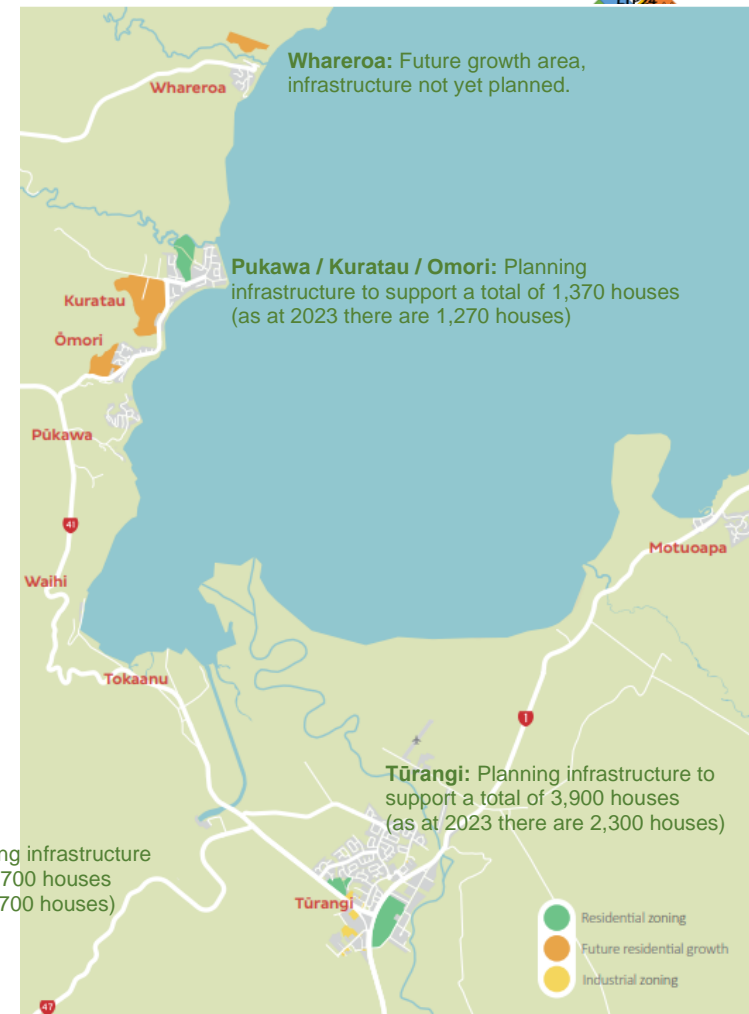 Whareroa: Future growth area,
infrastructure not yet planned.
Whareroa
Pukawa / Kuratau / Omori: Planning
infrastructure to support a total of 1,370 houses
(as at 2023 there are 1,270 houses)
Kuratau
Ōmori
Pūkawa
41
Motuoapa
Waihi
Tokaanu
1
Tūrangi: Planning infrastructure to
support a total of 3,900 houses
(as at 2023 there are 2,300 houses)
ng infrastructure
700 houses
700 houses)
Tūrangi
Residential zoning
Future residential growth
Industrial zoning
47